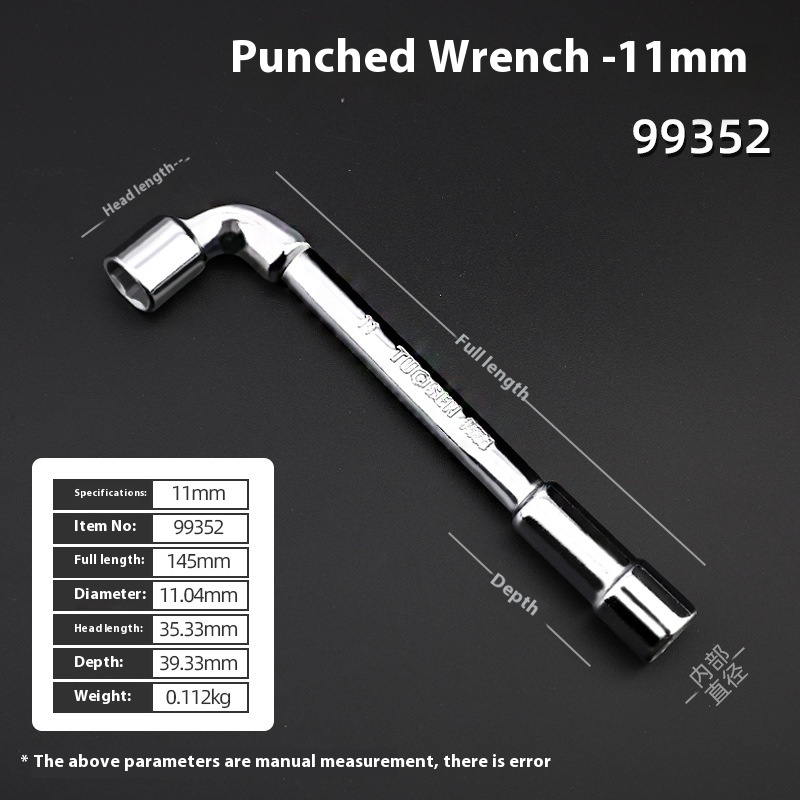 Punched Wrench -11mm
99352
Head length
11 TUOSEN
Full length
Specifications: 11mm
Item No: 99352
Full length: 145mm
Diameter: 11.04mm
Head length: 35.33mm
Depth: 39.33mm
Weight: 0.112kg
Depth
内部
直径
* The above parameters are manual measurement, there is error